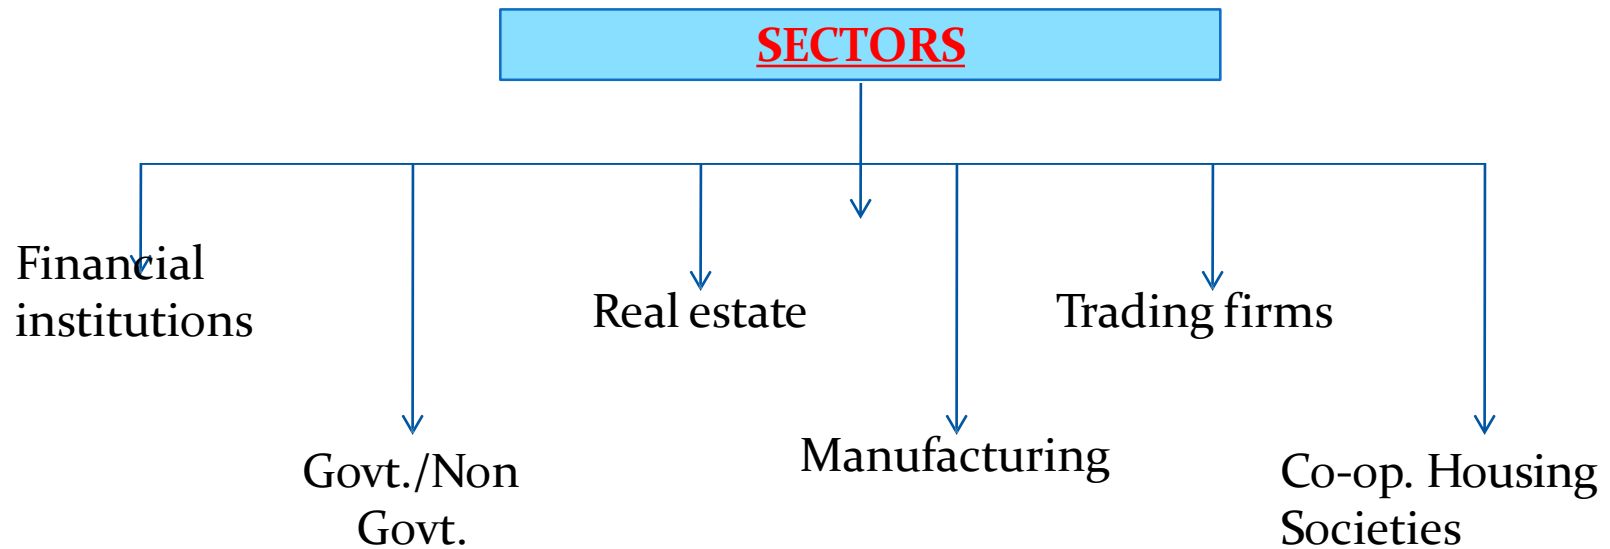 SECTORS
Financial
institutions
Real estate
Trading firms
Govt./Non
Govt.
Manufacturing
Co-op. Housing
Societies